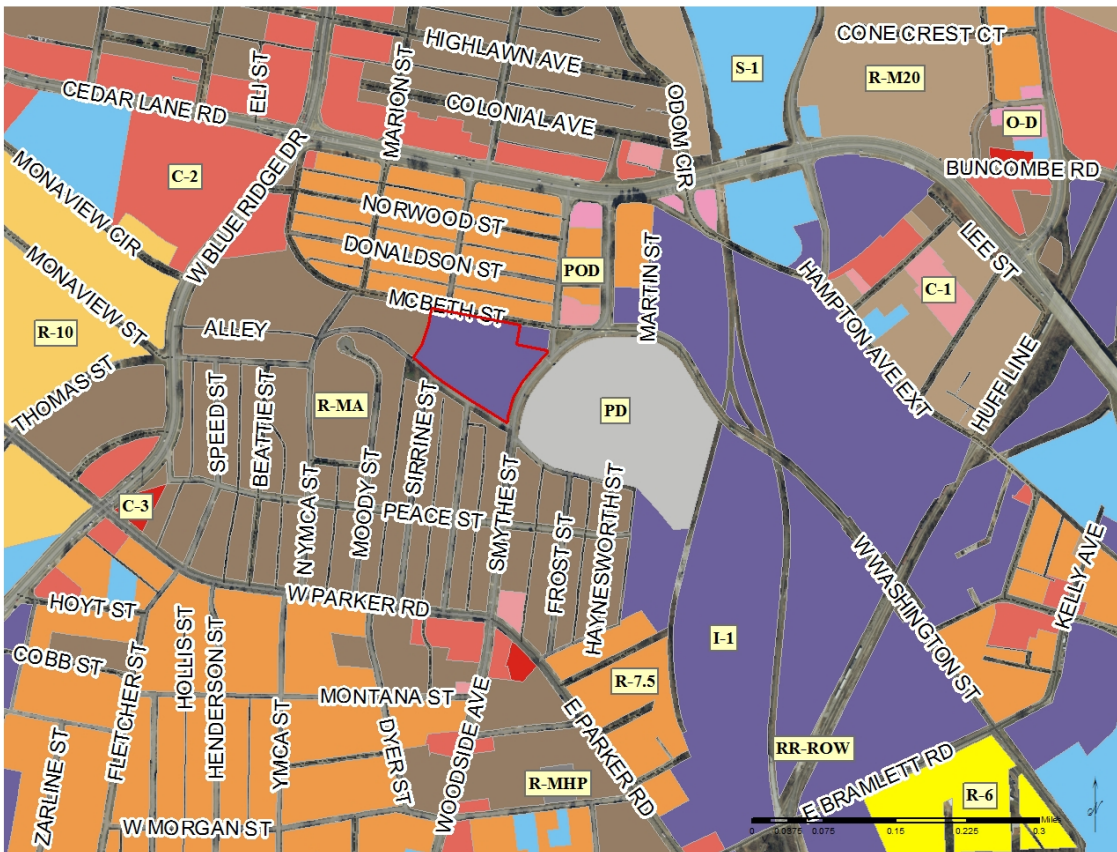 HIGHLAWN AVE
CONE CREST CT
S-1
R-M20
ELI ST
MARION ST
COLONIAL AVE
ODOM CIR
O-D
CEDAR LANE RD
BUNCOMBE RD
C-2
MONAVIEW CIR
W BLUE RIDGE DR
NORWOOD ST
DONALDSON ST
POD
MARTIN ST
LEE ST
HAMPTON AVE EXT
C-1
MCBETH ST
MONAVIEW ST
R-10
ALLEY
HUFF LINE
THOMAS ST
SPEED ST
BEATTIE ST
R-MA
SIRRINE ST
PD
NYMCA ST
MOODY ST
SMYTHE ST
HAYNESWORTH ST
C-3
PEACE ST
FROST ST
W WASHINGTON ST
KELLY AVE
HOYT ST
W PARKER RD
I-1
COBB ST
FLETCHER ST
HOLLIS ST
HENDERSON ST
R-7.5
MONTANA ST
YMCA ST
DYER ST
WOODSIDE AVE
E PARKER RD
RR-ROW
ZARLINE ST
R-MHP
E BRAMLETT RD
R-6
W MORGAN ST
Miles
0 0.0375 0.075 0.15 0.225 0.3